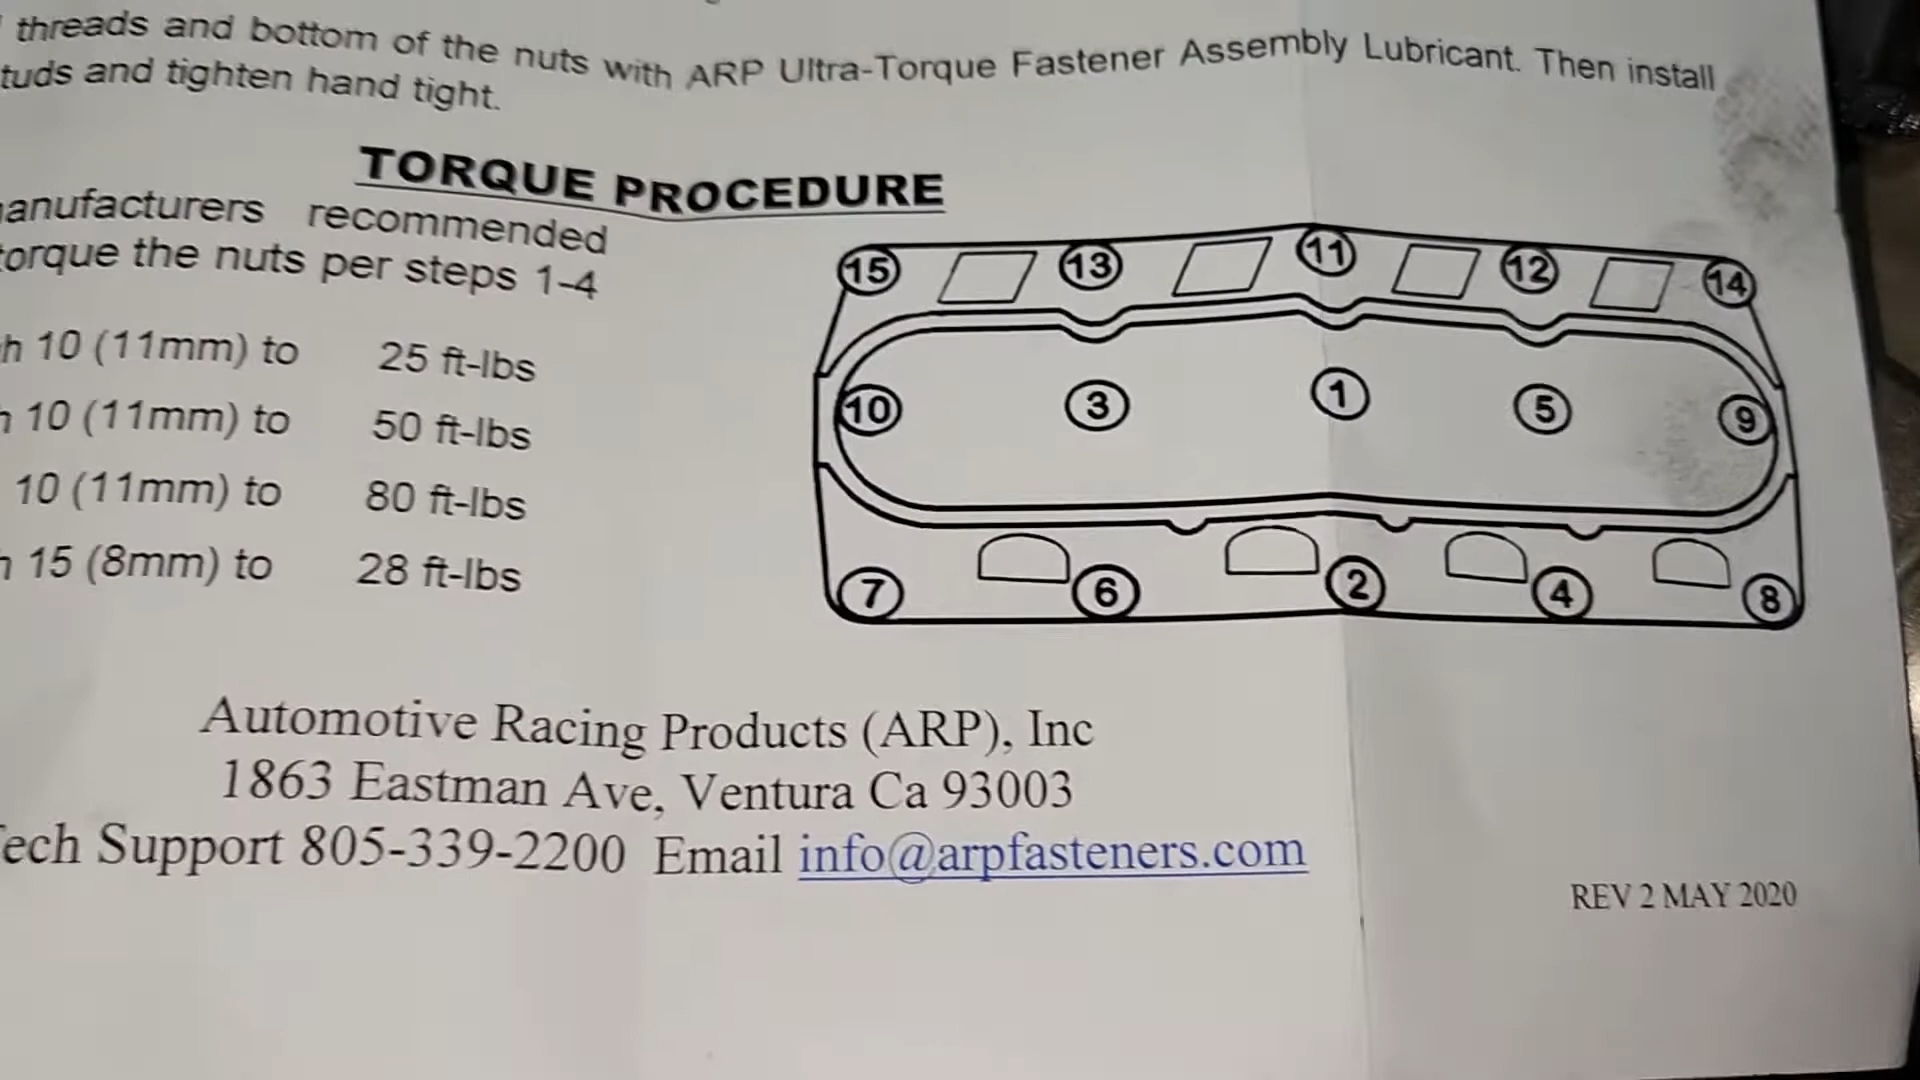 threads and bottom of the nuts with ARP Ultra-Torque Fastener Assembly Lubricant. Then install
tuds and tighten hand tight.
TORQUE PROCEDURE
anufacturers recommended
torque the nuts per steps 1-4
h 10 (11mm) to 25 ft-lbs
h 10 (11mm) to 50 ft-lbs
10 (11mm) to 80 ft-lbs
h 15 (8mm) to 28 ft-lbs
15 13 11 12 14
10 3 1 5 9
7 6 2 4 8
Automotive Racing Products (ARP), Inc
1863 Eastman Ave, Ventura Ca 93003
Tech Support 805-339-2200 Email info@arpfasteners.com
REV 2 MAY 2020